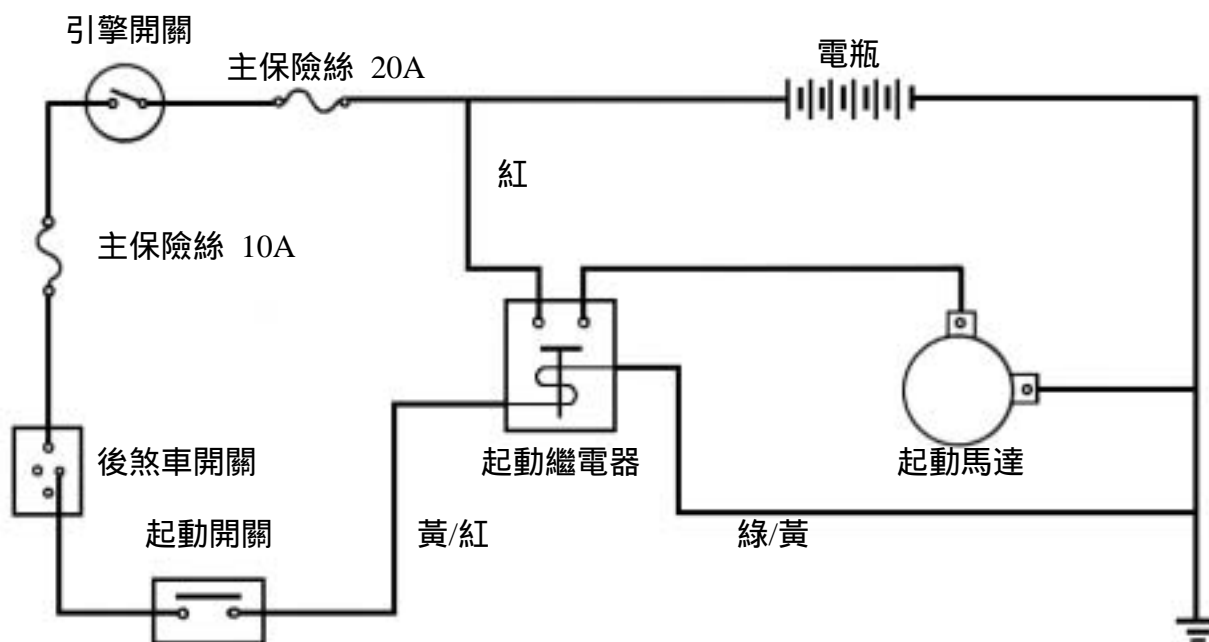 引擎開關
主保險絲 20A
電瓶
紅
主保險絲 10A
後煞車開關
起動繼電器
起動馬達
起動開關
黃/紅
綠/黃